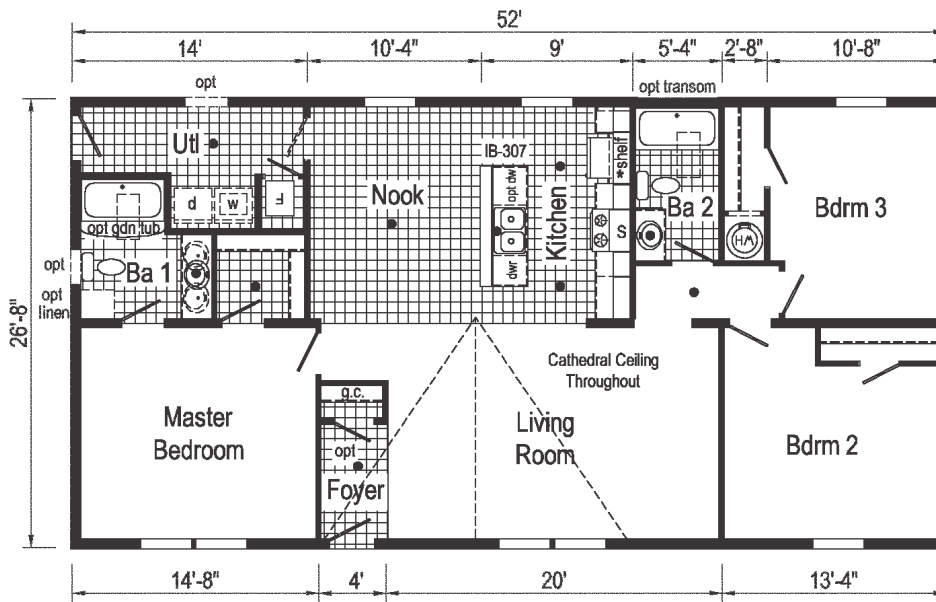 52'
14'
10'-4"
9'
5'-4"
2'-8"
10'-8"
opt
opt transom
26'-8"
Utl
d
w
F
Nook
IB-307
opt dw
dwr
Kitchen
*shelf
S
Ba 2
WH
Bdrm 3
opt gdn tub
Ba 1
opt
opt
linen
Cathedral Ceiling
Throughout
g.c.
Master
Bedroom
opt
Foyer
Living
Room
Bdrm 2
14'-8"
4'
20'
13'-4"